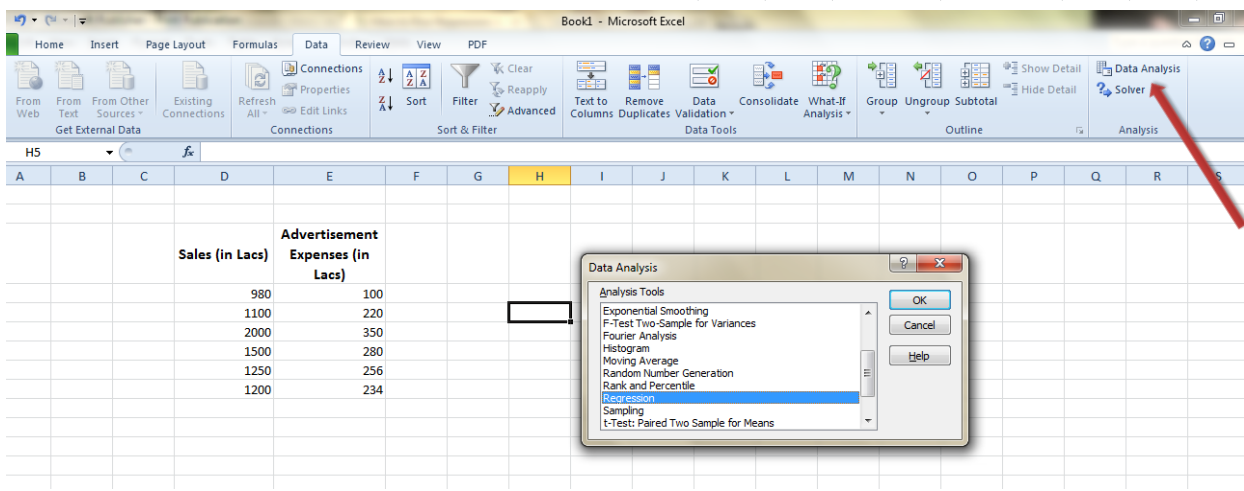 Book1 - Microsoft Excel
Home Insert Page Layout Formulas Data Review View PDF
From Web
From Text
From Other Sources
Existing Connections
Get External Data
Refresh All
Connections
Properties
Edit Links
Connections
Sort
Filter
Clear
Reapply
Advanced
Sort & Filter
Text to Columns
Remove Duplicates
Data Validation
Consolidate
What-If Analysis
Data Tools
Group
Ungroup
Subtotal
Show Detail
Hide Detail
Outline
Data Analysis
Solver
Analysis
H5 fx
A B C D E F G H I J K L M N O P Q R S
Advertisement
Sales (in Lacs) Expenses (in
Lacs)
980 100
1100 220
2000 350
1500 280
1250 256
1200 234
Data Analysis
Analysis Tools
Exponential Smoothing
F-Test Two-Sample for Variances
Fourier Analysis
Histogram
Moving Average
Random Number Generation
Rank and Percentile
Regression
Sampling
t-Test: Paired Two Sample for Means
OK
Cancel
Help